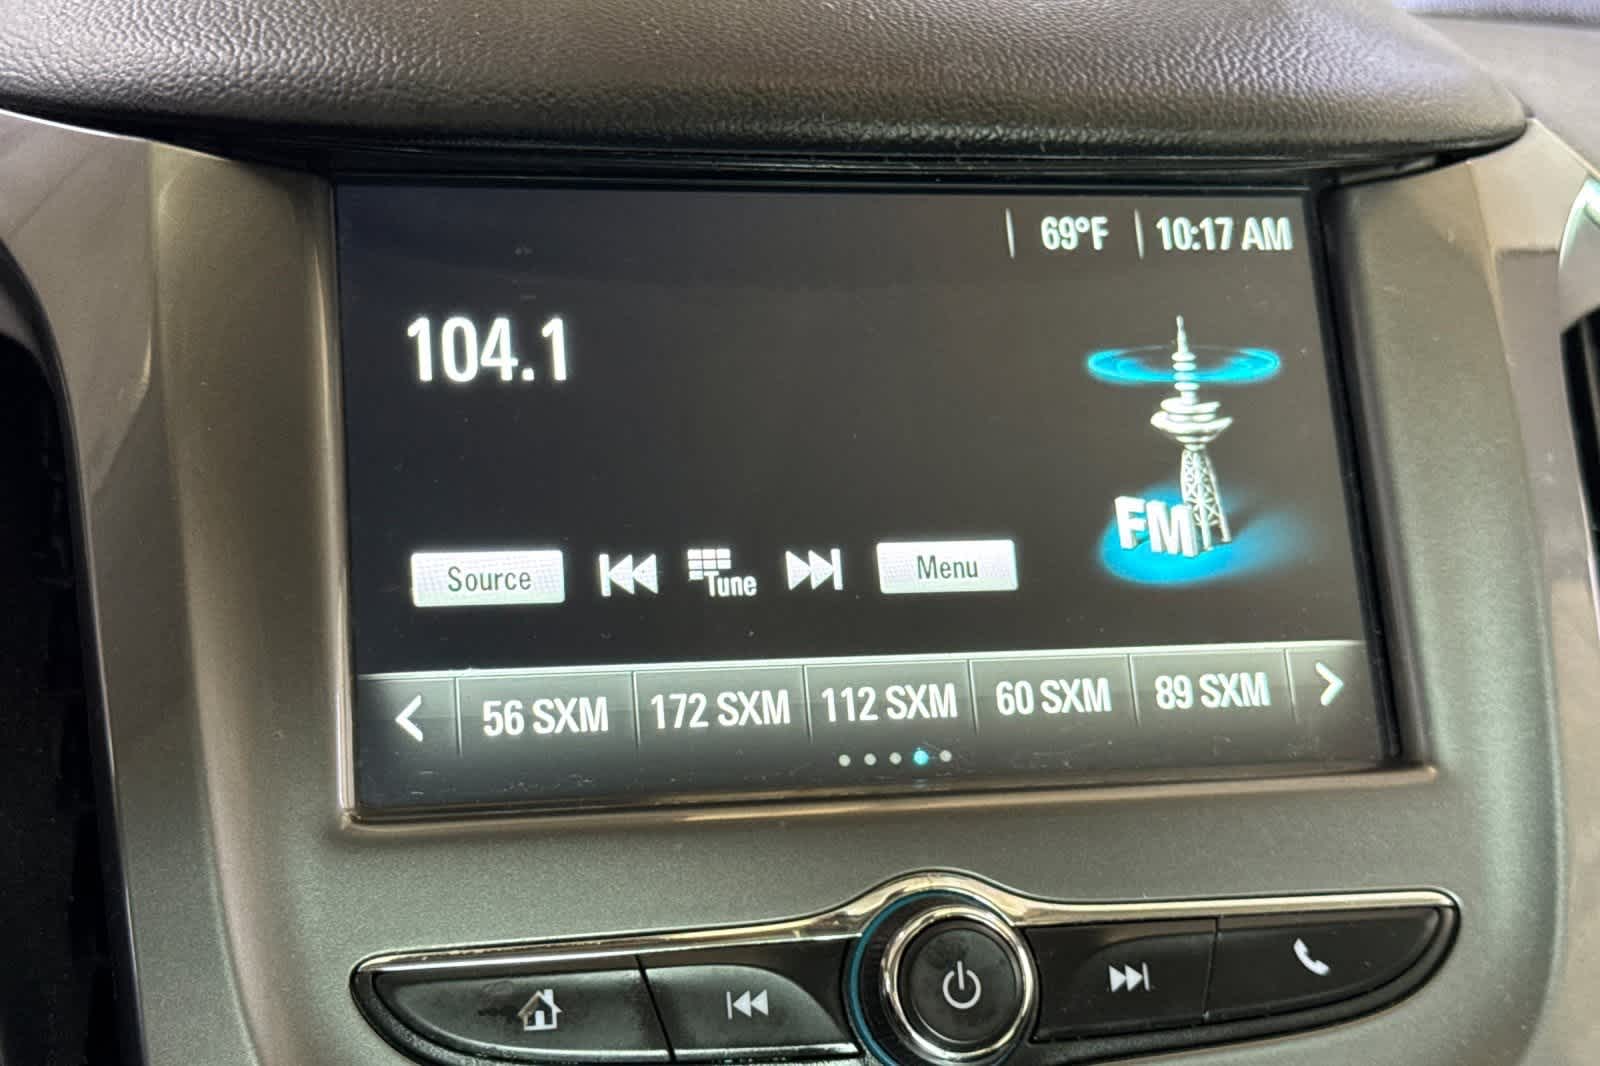 69°F 10:17 AM
104.1
FM
Source Tune Menu
56 SXM 172 SXM 112 SXM 60 SXM 89 SXM